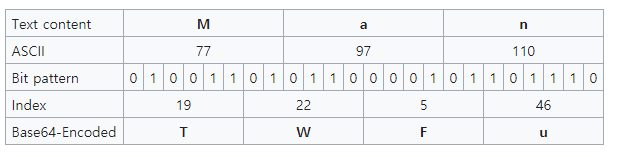 Text content M a n
ASCII 77 97 110
Bit pattern 0 1 0 0 1 1 0 1 0 1 1 0 0 0 0 1 0 1 1 0 1 1 1 0
Index 19 22 5 46
Base64-Encoded T W F u